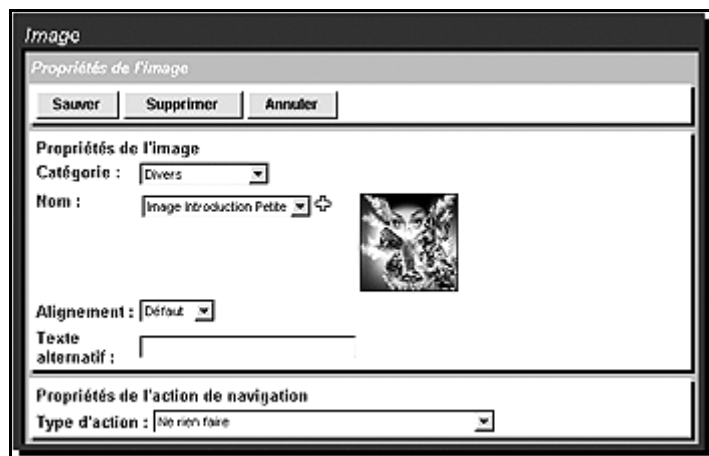 Image
Propriétés de l'image
Sauver Supprimer Annuler
Propriétés de l'image
Catégorie : Divers
Nom : Image Introduction Petite
Alignement : Défaut
Texte
alternatif :
Propriétés de l'action de navigation
Type d'action : Ne rien faire